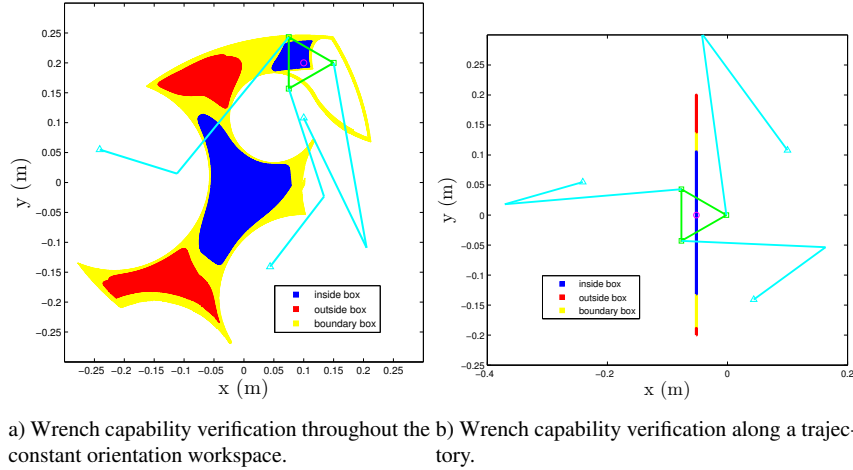 0.25
0.2
0.15
0.1
0.05
0
−0.05
−0.1
−0.15
−0.2
−0.25
y (m)
−0.25 −0.2 −0.15 −0.1 −0.05 0 0.05 0.1 0.15 0.2 0.25
x (m)
inside box
outside box
boundary box
0.3
0.25
0.2
0.15
0.1
0.05
0
−0.05
−0.1
−0.15
−0.2
−0.25
y (m)
−0.4 −0.2 0 0.2
x (m)
inside box
outside box
boundary box
a) Wrench capability verification throughout the
constant orientation workspace.
b) Wrench capability verification along a trajec-
tory.